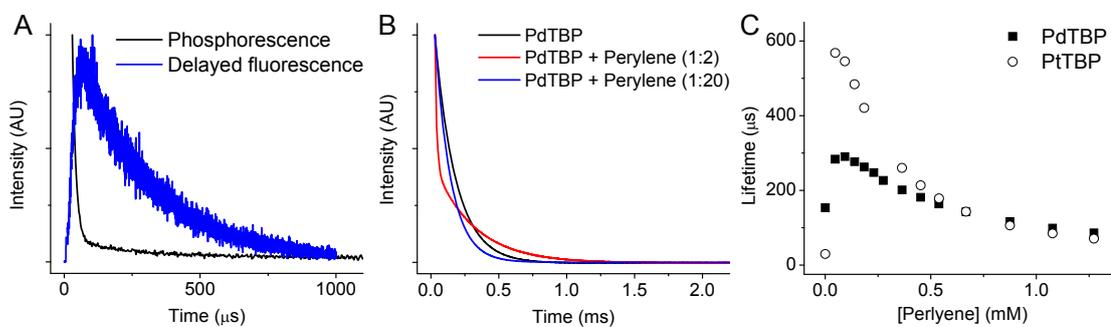 A
Phosphorescence
Delayed fluorescence
Intensity (AU)
0 500 1000
Time (μs)
B
PdTBP
PdTBP + Perylene (1:2)
PdTBP + Perylene (1:20)
Intensity (AU)
0.0 0.5 1.0 1.5 2.0
Time (ms)
C
PdTBP
PtTBP
Lifetime (μs)
600
400
200
0
0.0 0.5 1.0
[Perlyene] (mM)